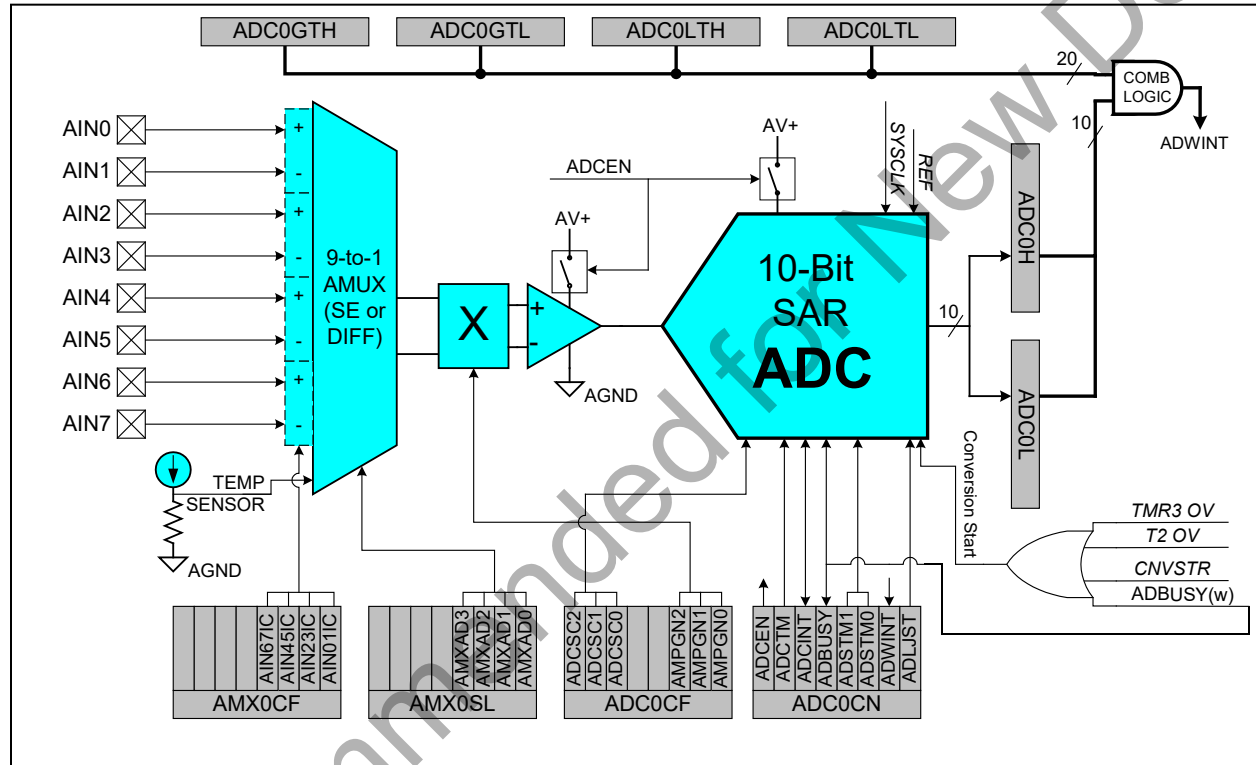 ADC0GTH
ADC0GTL
ADC0LTH
ADC0LTL
20
COMB
LOGIC
10
ADWINT
AIN0
AIN1
AIN2
AIN3
AIN4
AIN5
AIN6
AIN7
+
-
+
-
+
-
+
-
9-to-1
AMUX
(SE or
DIFF)
X
+
-
AV+
AGND
ADCEN
AV+
SYSCLK
REF
10-Bit
SAR
ADC
10
ADC0H
ADC0L
TEMP
SENSOR
AGND
Conversion Start
TMR3 OV
T2 OV
CNVSTR
ADBUSY(w)
AIN67IC
AIN45IC
AIN23IC
AIN01IC
AMX0CF
AMXAD3
AMXAD2
AMXAD1
AMXAD0
AMX0SL
ADCSC2
ADCSC1
ADCSC0
AMPGN2
AMPGN1
AMPGN0
ADC0CF
ADCEN
ADCTM
ADCINT
ADBUSY
ADSTM1
ADSTM0
ADWINT
ADLJST
ADC0CN
mmended for New De